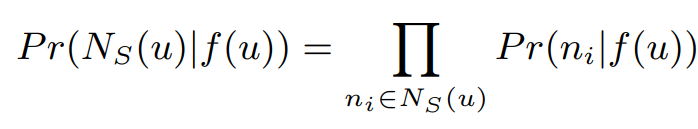 Pr(N_S(u)|f(u)) = ∏_{n_i∈N_S(u)} Pr(n_i|f(u))